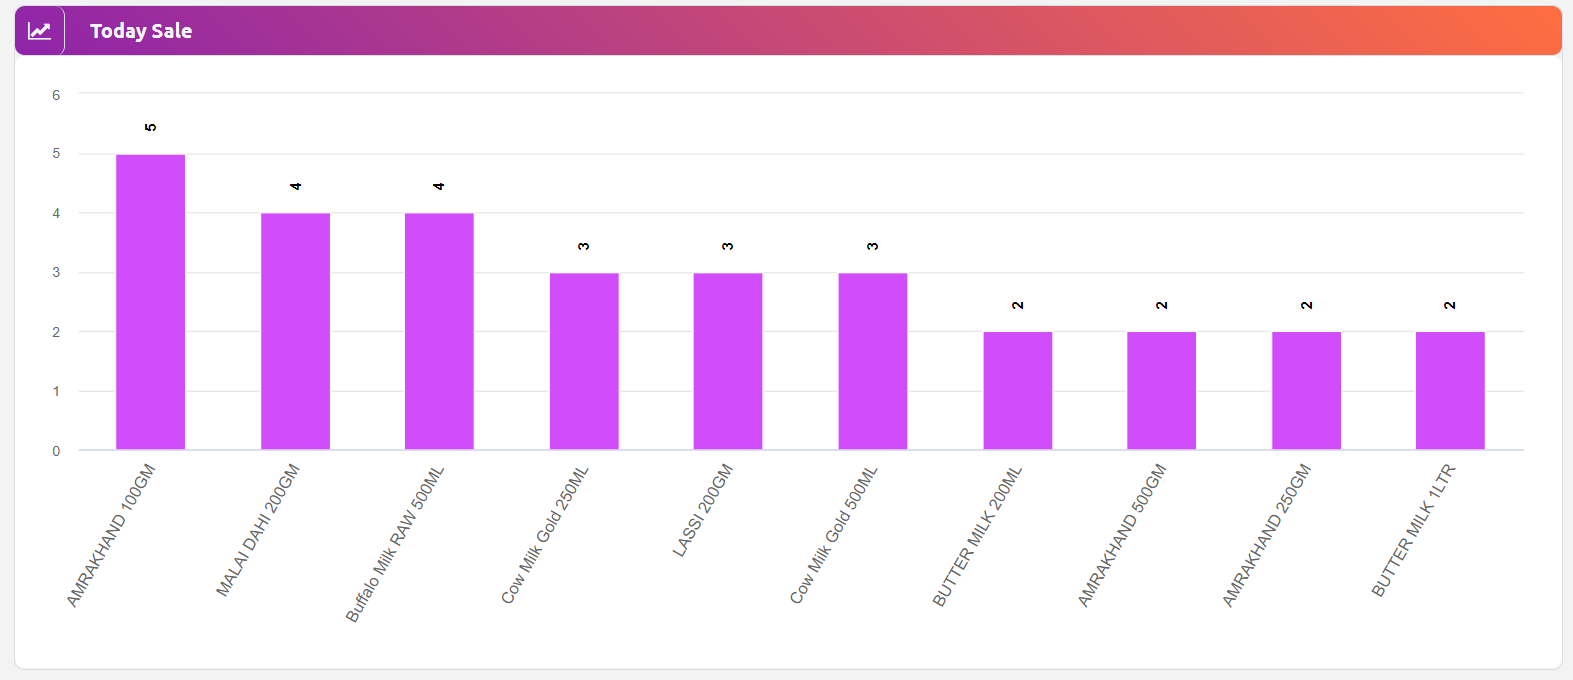 Today Sale
6
5
4
3
2
1
0
5
4
4
3
3
3
2
2
2
2
AMRAKHAND 100GM
MALAI DAHI 200GM
Buffalo Milk RAW 500ML
Cow Milk Gold 250ML
LASSI 200GM
Cow Milk Gold 500ML
BUTTER MILK 200ML
AMRAKHAND 500GM
AMRAKHAND 250GM
BUTTER MILK 1LTR